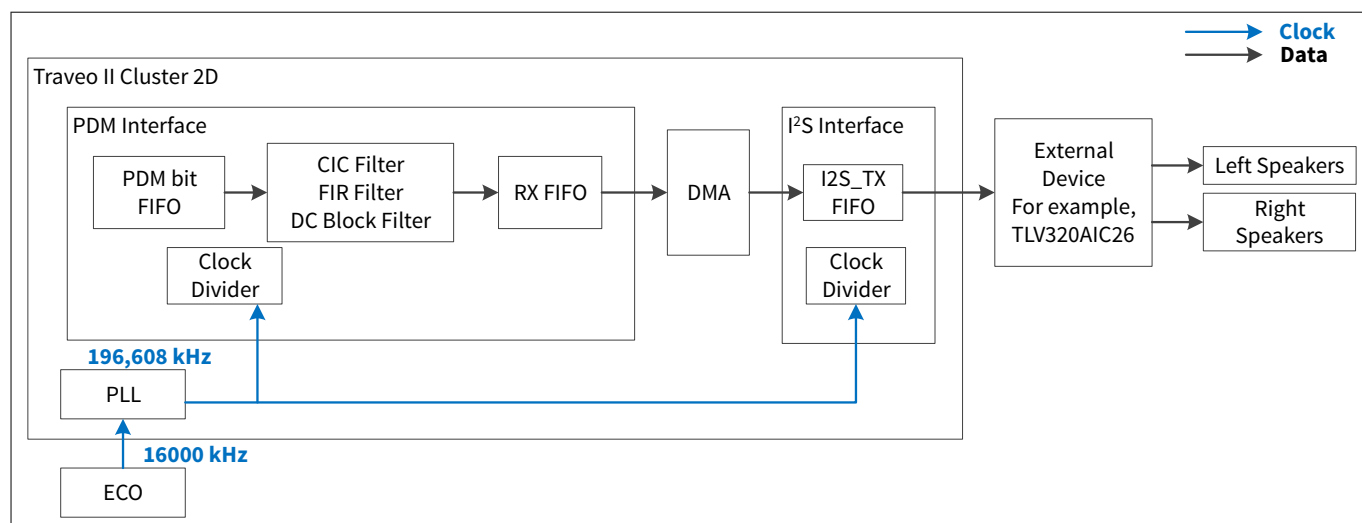 Clock
Data
Traveo II Cluster 2D
PDM Interface
I²S Interface
PDM bit
FIFO
CIC Filter
FIR Filter
DC Block Filter
RX FIFO
DMA
I2S_TX
FIFO
External
Device
For example,
TLV320AIC26
Left Speakers
Right
Speakers
Clock
Divider
Clock
Divider
196,608 kHz
PLL
16000 kHz
ECO